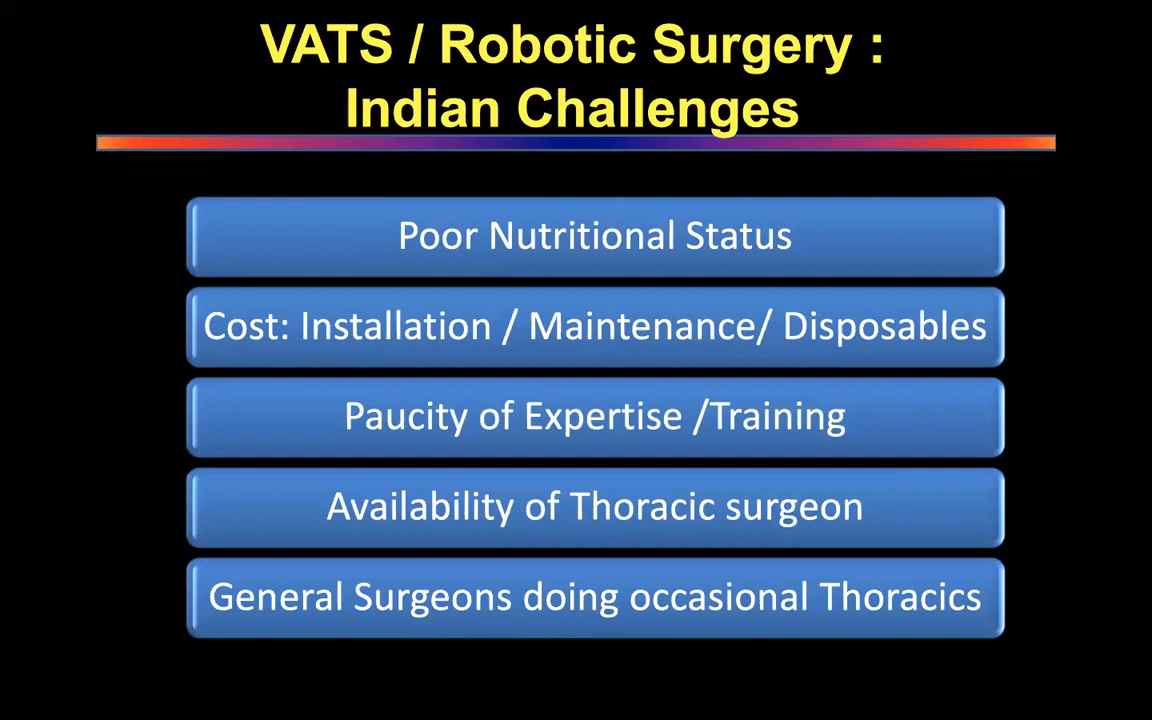 VATS / Robotic Surgery :
Indian Challenges
Poor Nutritional Status
Cost: Installation / Maintenance/ Disposables
Paucity of Expertise /Training
Availability of Thoracic surgeon
General Surgeons doing occasional Thoracics